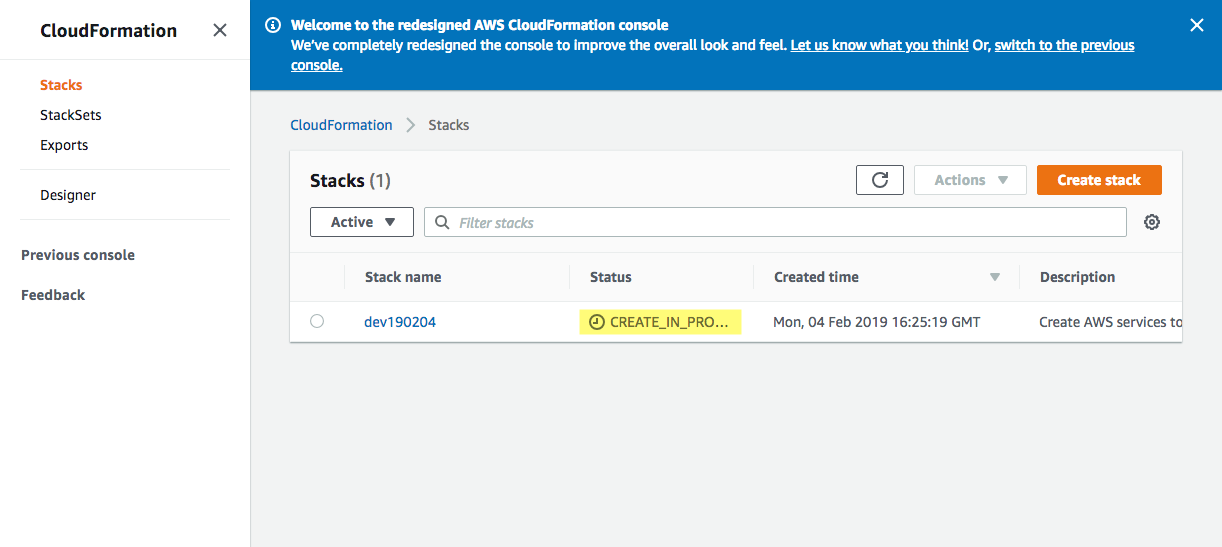 CloudFormation
Stacks
StackSets
Exports
Designer
Previous console
Feedback
Welcome to the redesigned AWS CloudFormation console
We've completely redesigned the console to improve the overall look and feel. Let us know what you think! Or, switch to the previous
console.
CloudFormation Stacks
Stacks (1)
Actions
Create stack
Active
Filter stacks
Stack name Status Created time Description
dev190204 CREATE_IN_PRO... Mon, 04 Feb 2019 16:25:19 GMT Create AWS services to